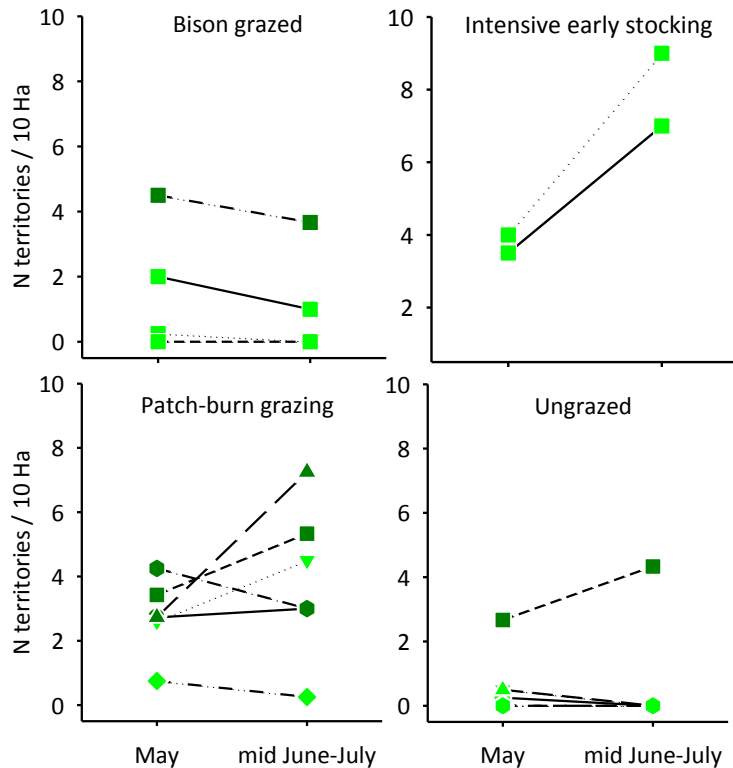 Bison grazed
N territories / 10 Ha
10
8
6
4
2
0
Intensive early stocking
10
8
6
4
2
Patch-burn grazing
N territories / 10 Ha
10
8
6
4
2
0
May
mid June-July
Ungrazed
10
8
6
4
2
0
May
mid June-July